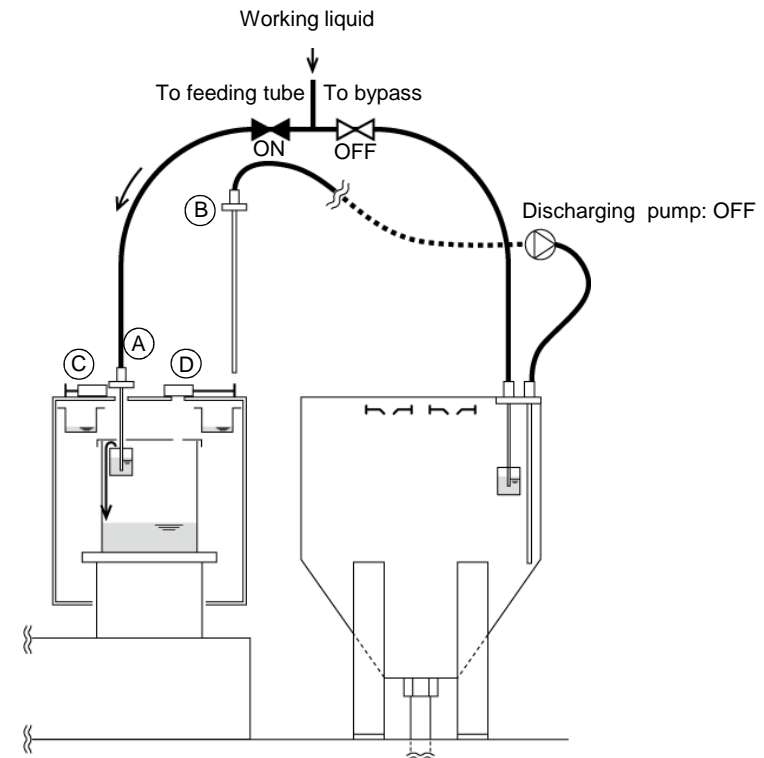 Working liquid
To feeding tube To bypass
ON OFF
B
Discharging pump: OFF
A
C D